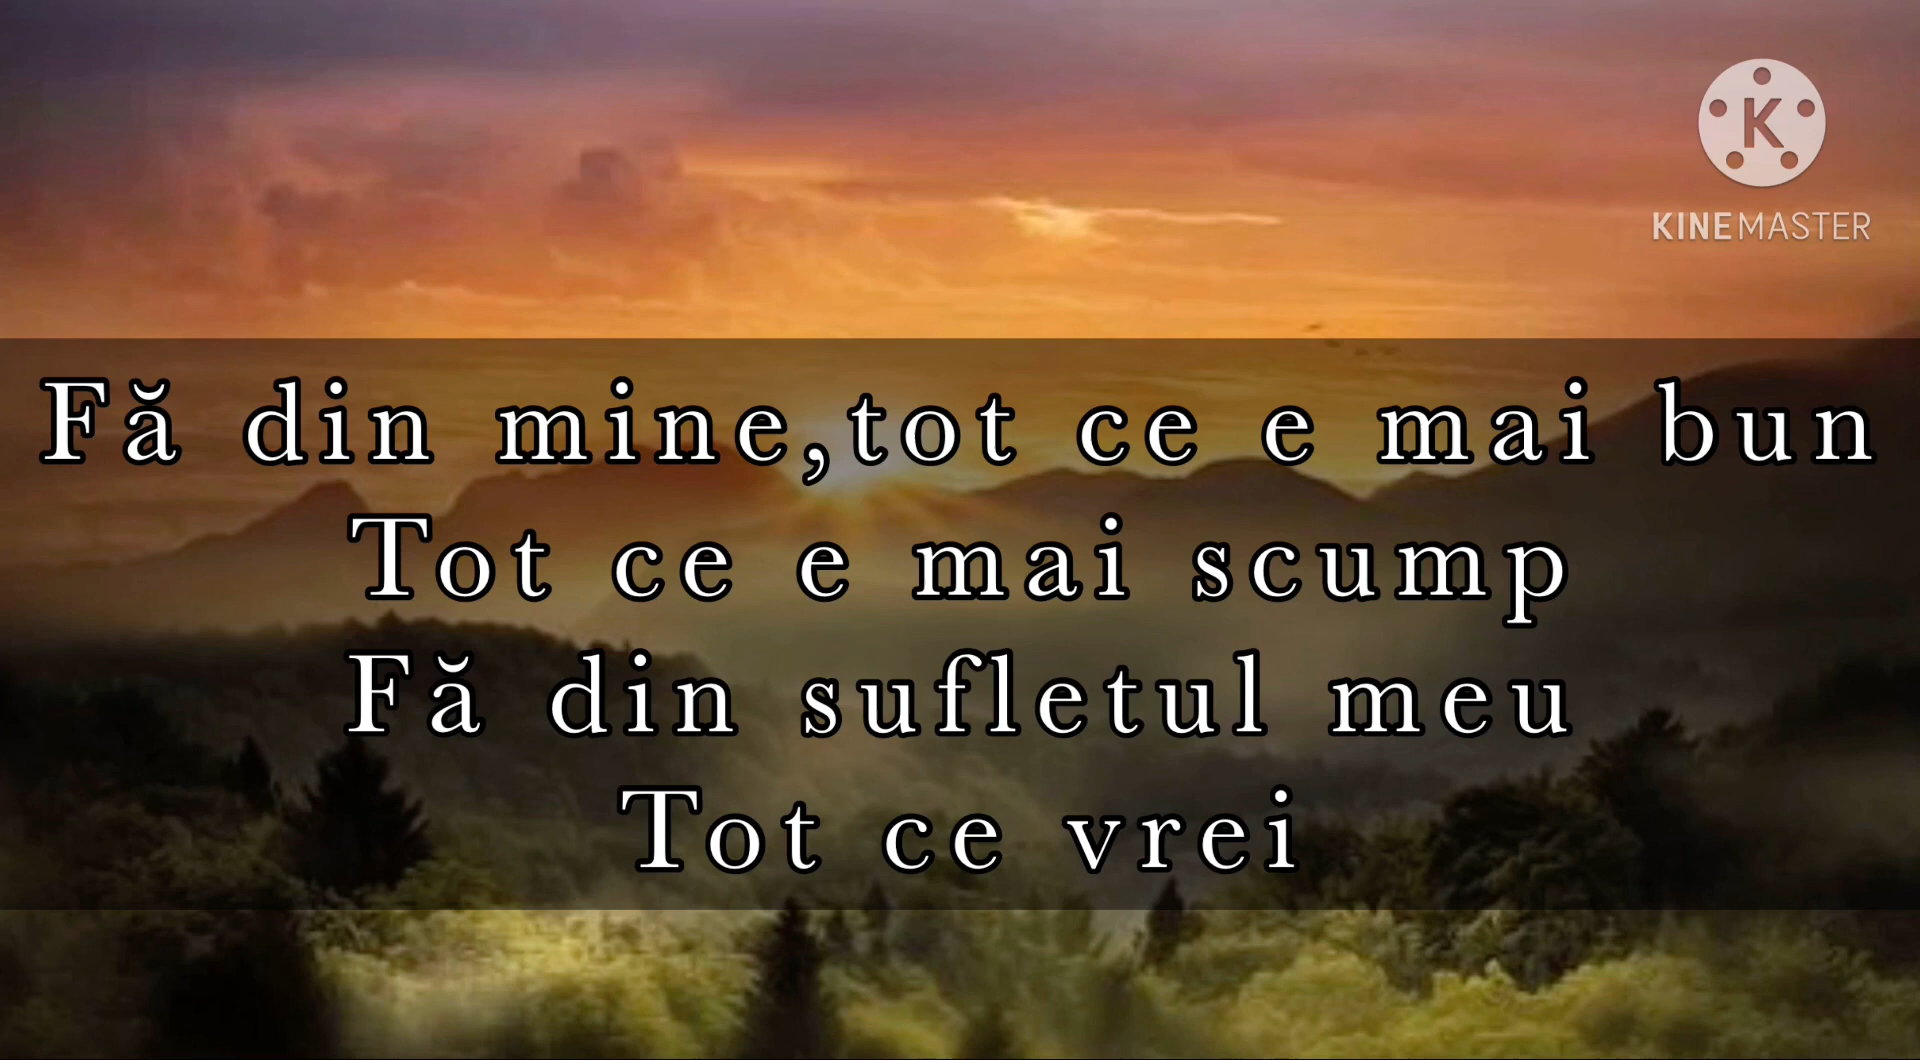 K
KINEMASTER
Fă din mine,tot ce e mai bun
Tot ce e mai scump
Fă din sufletul meu
Tot ce vrei